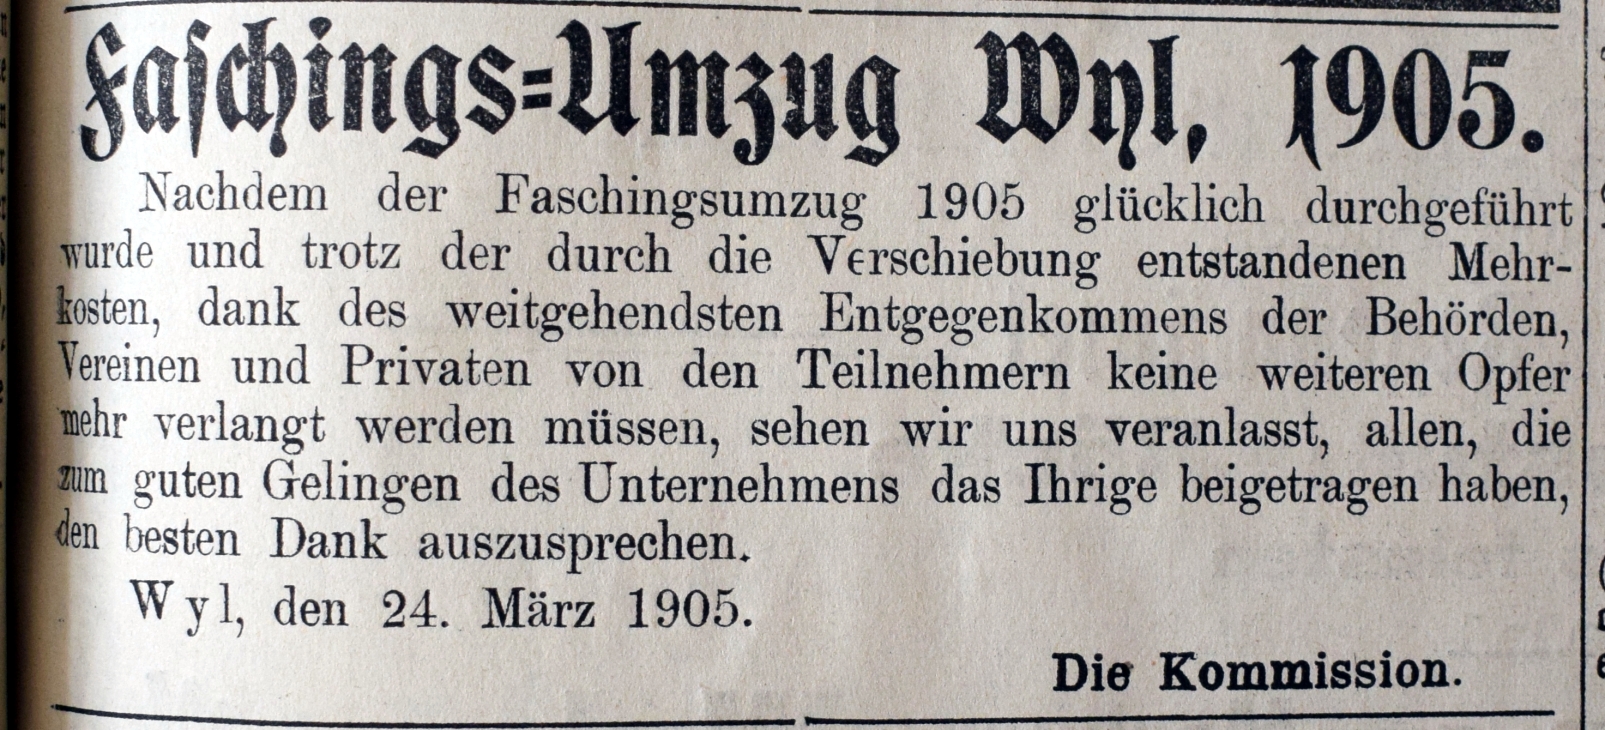 Faschings-Umzug Wyl, 1905.
Nachdem der Faschingsumzug 1905 glücklich durchgeführt
wurde und trotz der durch die Verschiebung entstandenen Mehr-
kosten, dank des weitgehendsten Entgegenkommens der Behörden,
Vereinen und Privaten von den Teilnehmern keine weiteren Opfer
mehr verlangt werden müssen, sehen wir uns veranlasst, allen, die
zum guten Gelingen des Unternehmens das Ihrige beigetragen haben,
den besten Dank auszusprechen.
Wyl, den 24. März 1905.
Die Kommission.